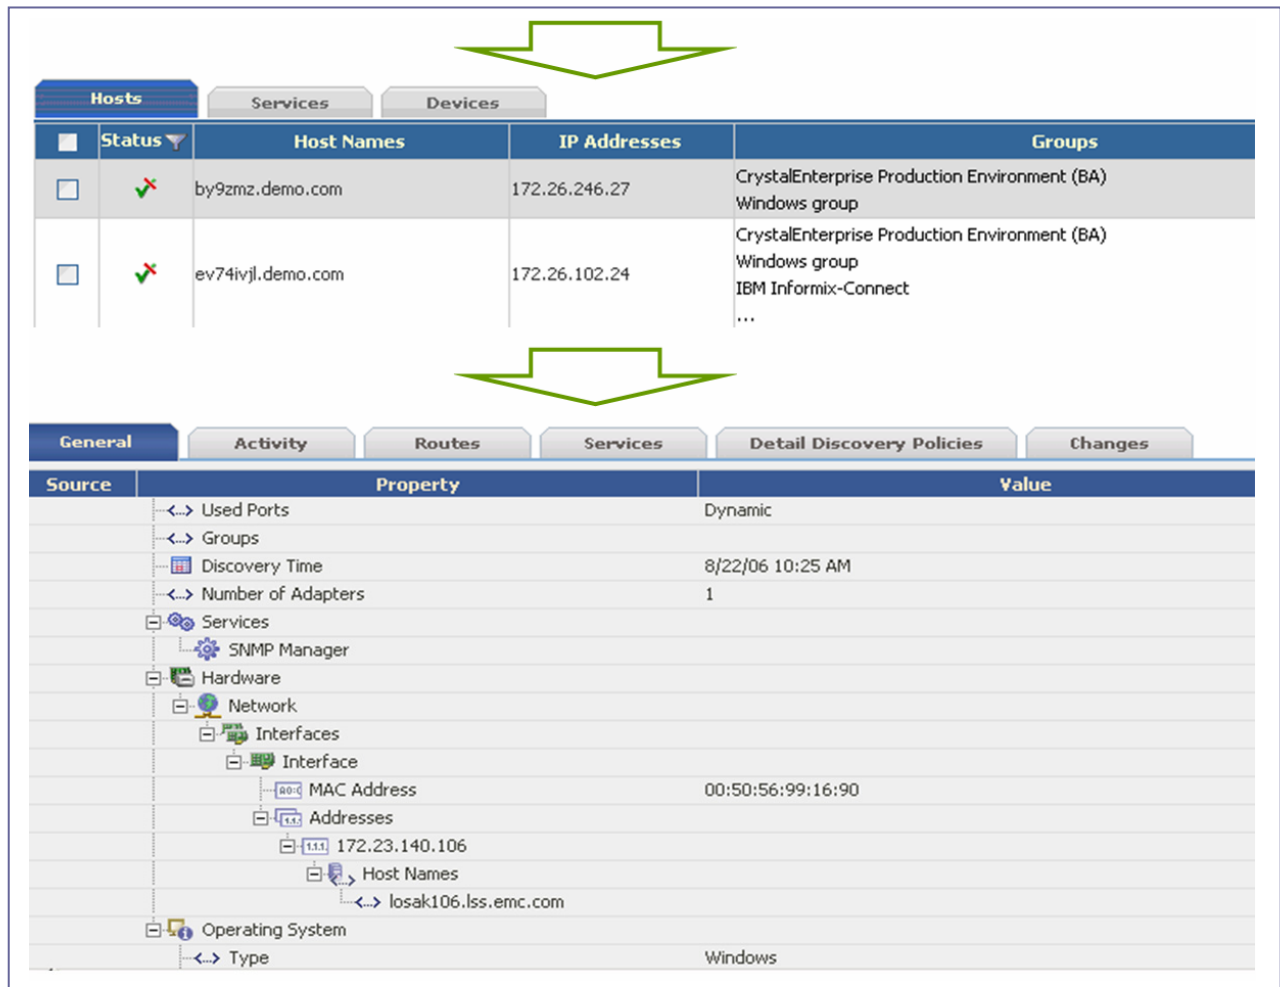 Hosts Services Devices
Status Host Names IP Addresses Groups
by9zmz.demo.com 172.26.246.27 CrystalEnterprise Production Environment (BA)
Windows group
CrystalEnterprise Production Environment (BA)
Windows group
ev74ivjl.demo.com 172.26.102.24
IBM Informix-Connect
...
General Activity Routes Services Detail Discovery Policies Changes
Source Property Value
Used Ports Dynamic
Groups
Discovery Time 8/22/06 10:25 AM
Number of Adapters 1
Services
SNMP Manager
Hardware
Network
Interfaces
Interface
MAC Address 00:50:56:99:16:90
Addresses
172.23.140.106
Host Names
losak106.lss.emc.com
Operating System
Type Windows